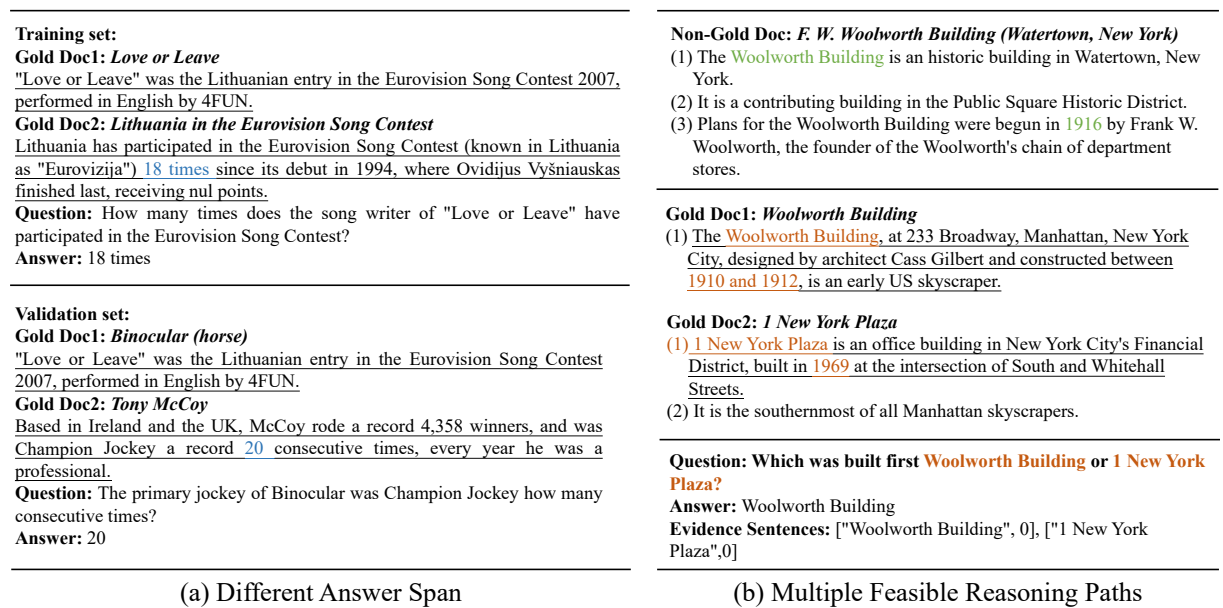 Training set:
Gold Doc1: Love or Leave
"Love or Leave" was the Lithuanian entry in the Eurovision Song Contest 2007,
performed in English by 4FUN.
Gold Doc2: Lithuania in the Eurovision Song Contest
Lithuania has participated in the Eurovision Song Contest (known in Lithuania
as "Eurovizija") 18 times since its debut in 1994, where Ovidijus Vyšniauskas
finished last, receiving nul points.
Question: How many times does the song writer of "Love or Leave" have
participated in the Eurovision Song Contest?
Answer: 18 times
Validation set:
Gold Doc1: Binocular (horse)
"Love or Leave" was the Lithuanian entry in the Eurovision Song Contest
2007, performed in English by 4FUN.
Gold Doc2: Tony McCoy
Based in Ireland and the UK, McCoy rode a record 4,358 winners, and was
Champion Jockey a record 20 consecutive times, every year he was a
professional.
Question: The primary jockey of Binocular was Champion Jockey how many
consecutive times?
Answer: 20
(a) Different Answer Span
Non-Gold Doc: F. W. Woolworth Building (Watertown, New York)
(1) The Woolworth Building is an historic building in Watertown, New
York.
(2) It is a contributing building in the Public Square Historic District.
(3) Plans for the Woolworth Building were begun in 1916 by Frank W.
Woolworth, the founder of the Woolworth's chain of department
stores.
Gold Doc1: Woolworth Building
(1) The Woolworth Building, at 233 Broadway, Manhattan, New York
City, designed by architect Cass Gilbert and constructed between
1910 and 1912, is an early US skyscraper.
Gold Doc2: 1 New York Plaza
(1) 1 New York Plaza is an office building in New York City's Financial
District, built in 1969 at the intersection of South and Whitehall
Streets.
(2) It is the southernmost of all Manhattan skyscrapers.
Question: Which was built first Woolworth Building or 1 New York
Plaza?
Answer: Woolworth Building
Evidence Sentences: ["Woolworth Building", 0], ["1 New York
Plaza",0]
(b) Multiple Feasible Reasoning Paths